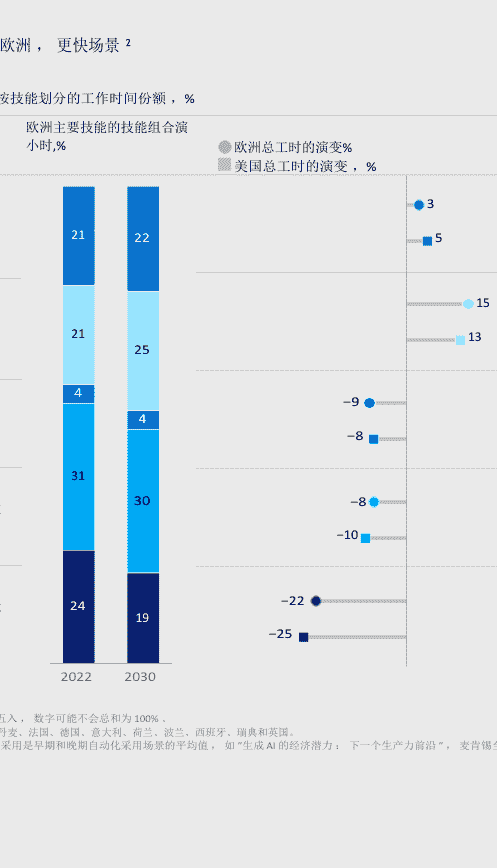 欧洲 ， 更快场景 ²
按技能划分的工作时间份额 ，%
欧洲主要技能的技能组合演
小时,%
欧洲总工时的演变%
美国总工时的演变 ，%
21
22
21
25
4
4
31
30
24
19
2022
2030
3
5
15
13
−9
−8
−8
−10
−22
−25
五入 ，数字可能不会总和为 100% 。
丹麦、法国、德国、意大利、荷兰、波兰、西班牙、瑞典和英国。
采用是早期和晚期自动化采用场景的平均值 ，如 “生成 AI 的经济潜力 ：下一个生产力前沿 ” ，麦肯锡